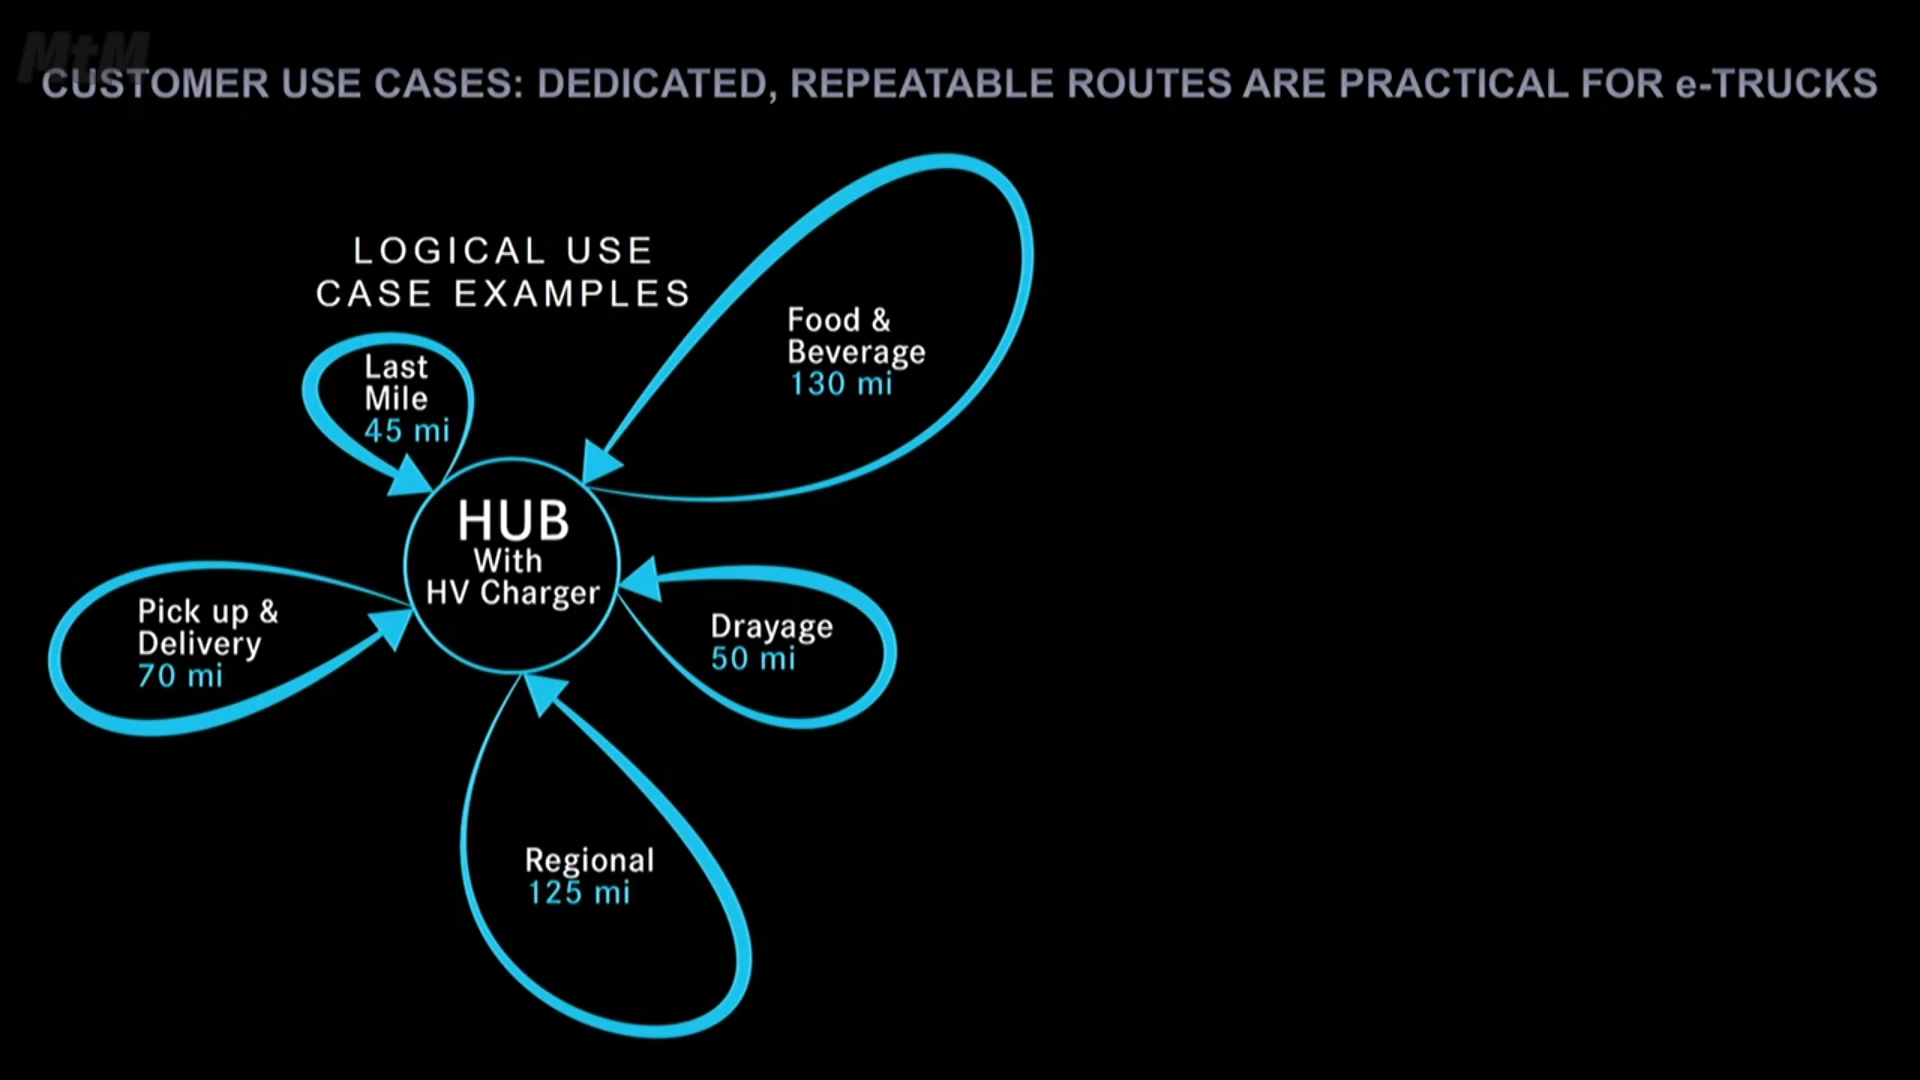 MtM
CUSTOMER USE CASES: DEDICATED, REPEATABLE ROUTES ARE PRACTICAL FOR e-TRUCKS
LOGICAL USE
CASE EXAMPLES
Last
Mile
45 mi
Food &
Beverage
130 mi
HUB
With
HV Charger
Pick up &
Delivery
70 mi
Drayage
50 mi
Regional
125 mi